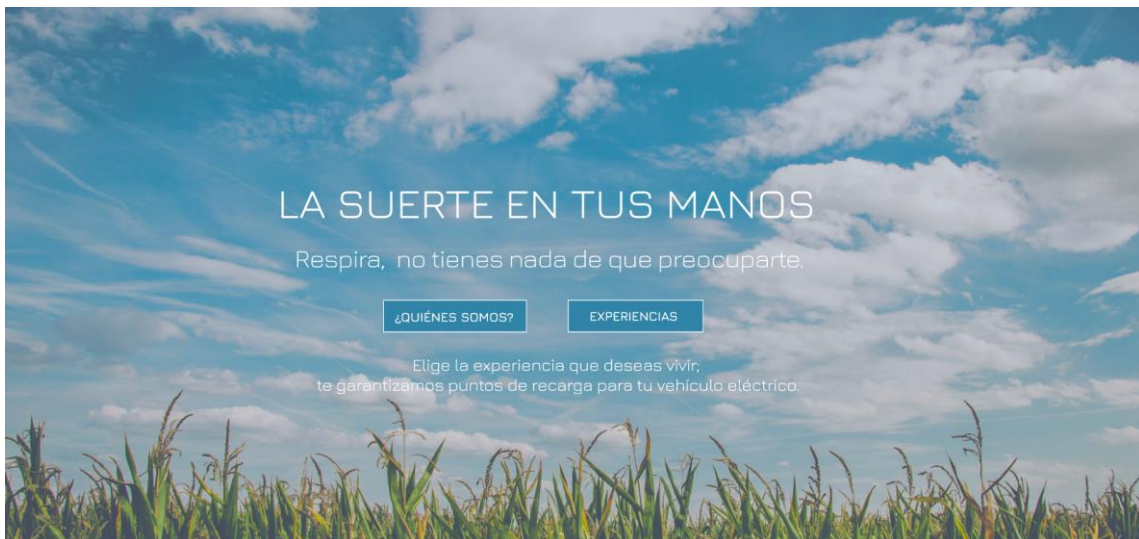 LA SUERTE EN TUS MANOS
Respira, no tienes nada de que preocuparte.
¿QUIÉNES SOMOS?
EXPERIENCIAS
Elige la experiencia que deseas vivir;
te garantizamos puntos de recarga para tu vehículo eléctrico.